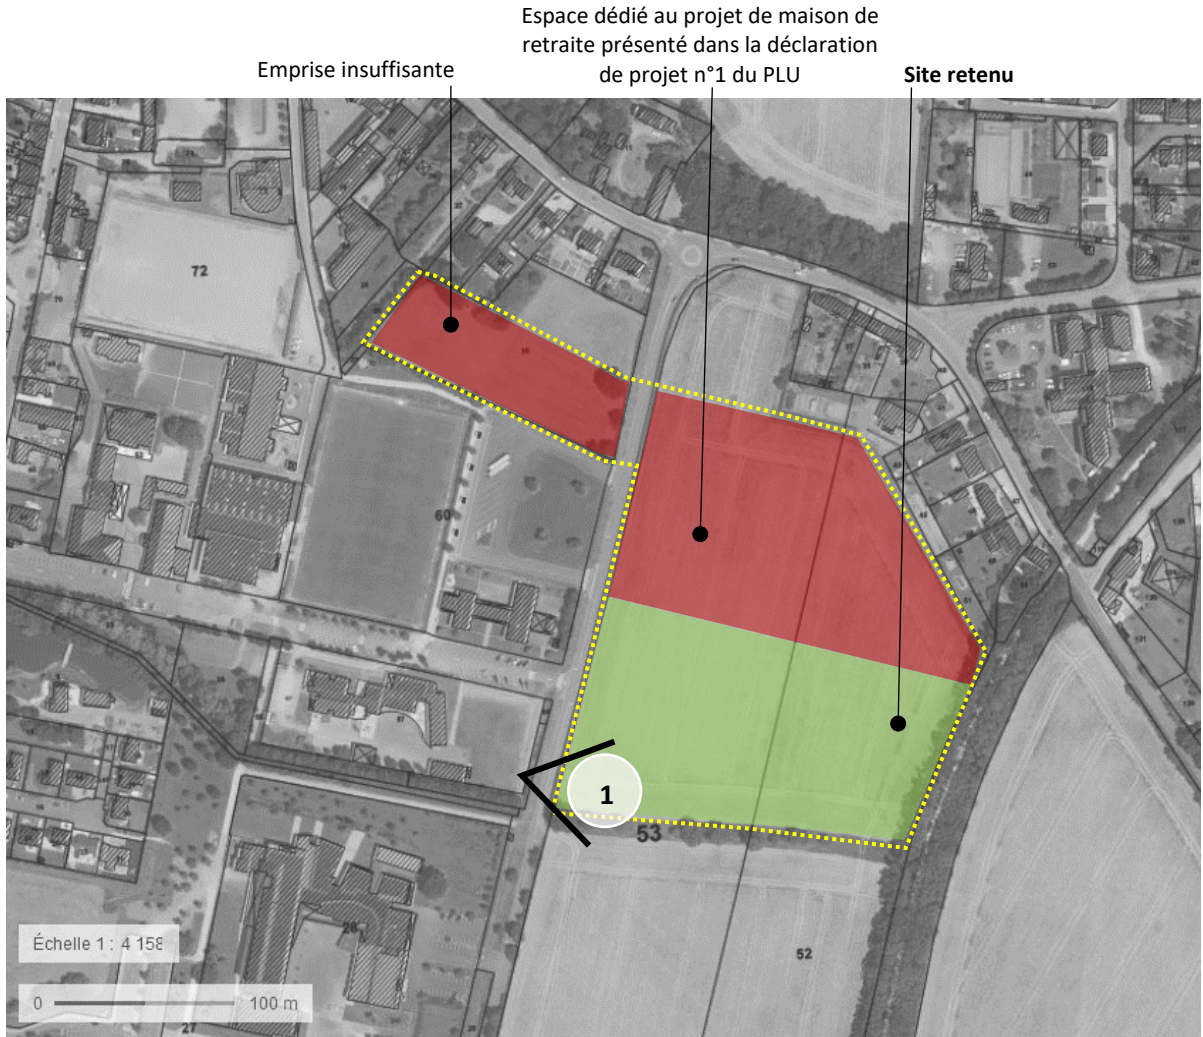 Espace dédié au projet de maison de
retraite présenté dans la déclaration
de projet n°1 du PLU
Emprise insuffisante
Site retenu
72
60
1
53
52
26
27
Échelle 1 : 4 158
0 100 m